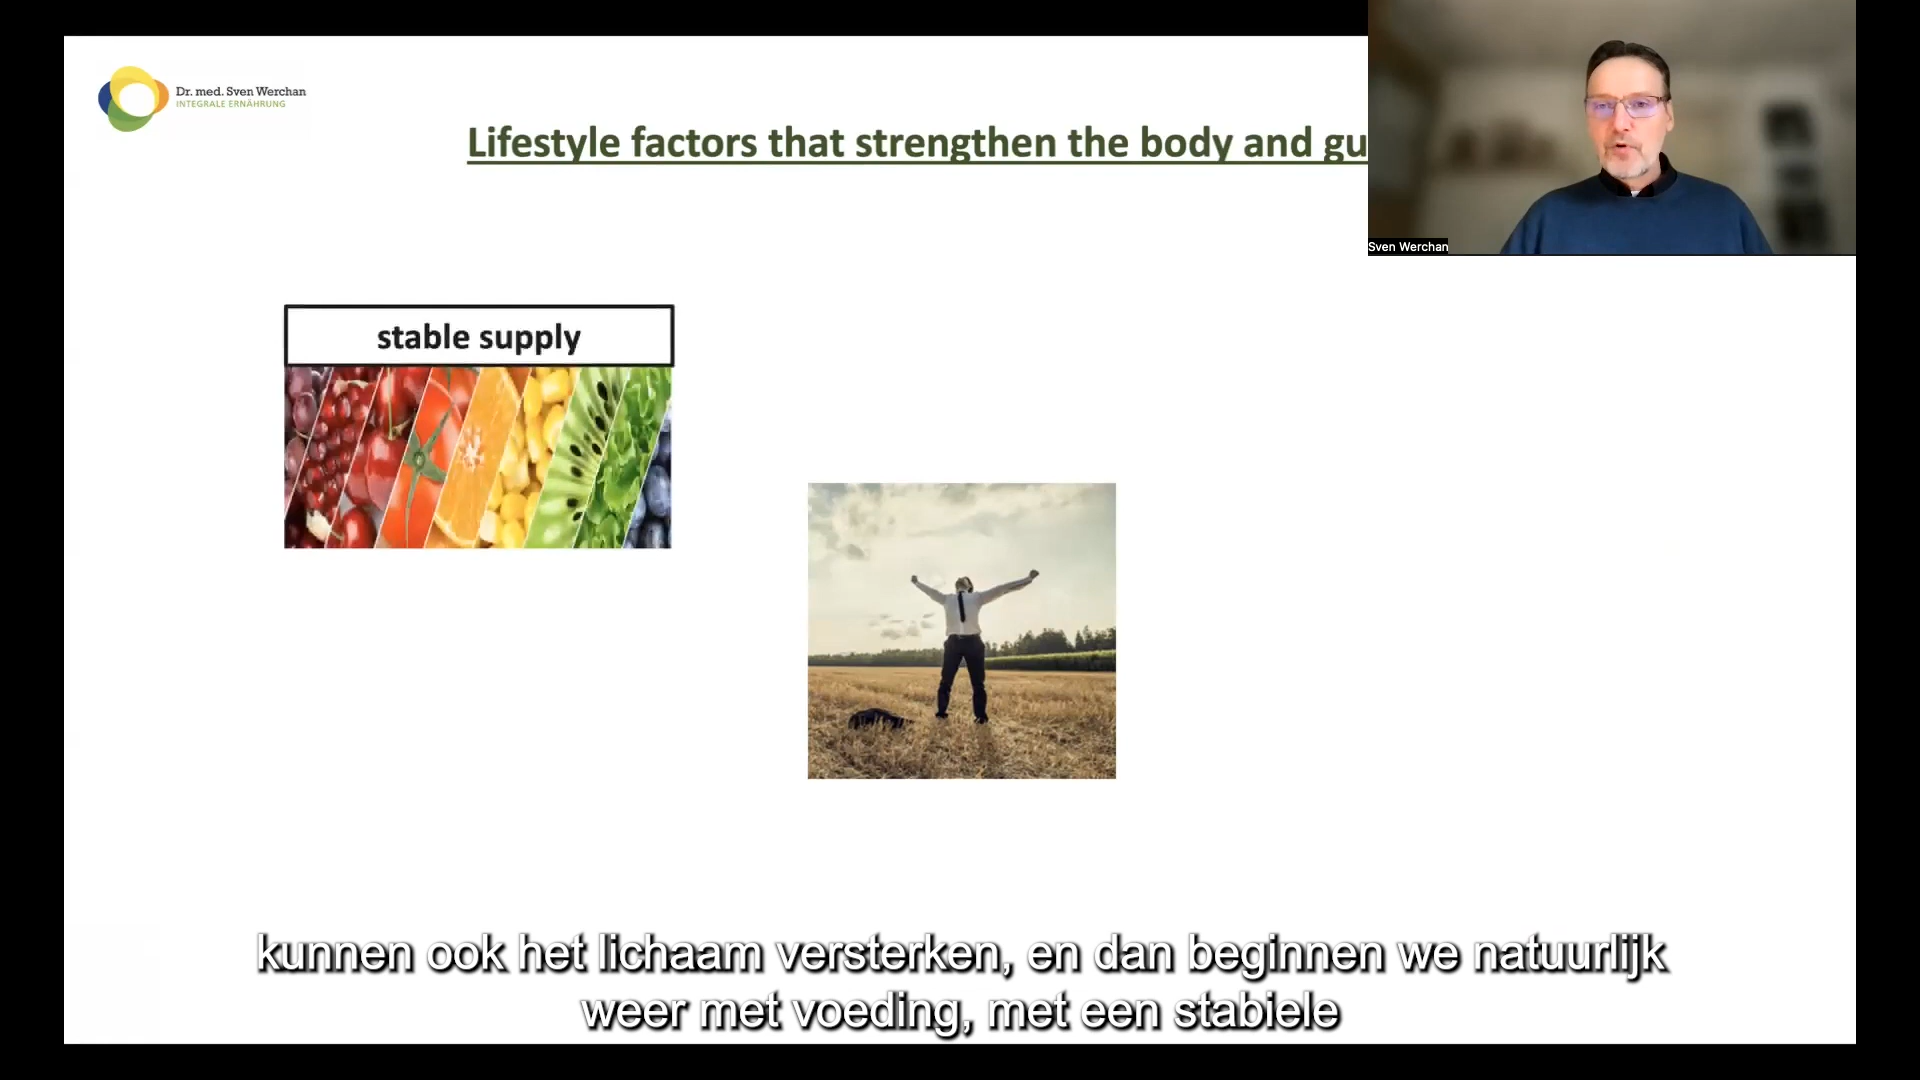 Dr. med. Sven Werchan
INTEGRALE ERNÄHRUNG
Lifestyle factors that strengthen the body and gu
Sven Werchan
stable supply
kunnen ook het lichaam versterken, en dan beginnen we natuurlijk
weer met voeding, met een stabiele